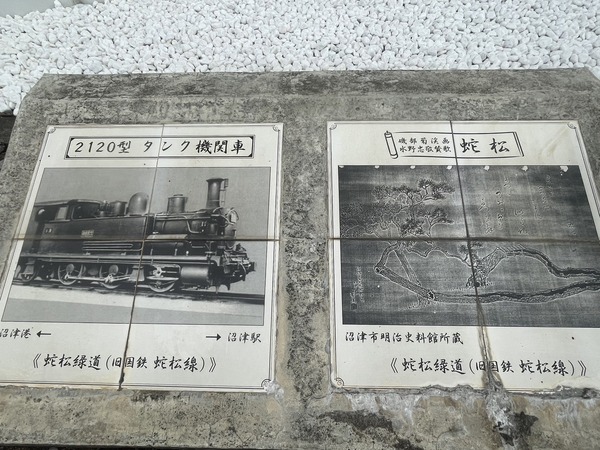 2120型 タンク機関車
沼津港 ←
→ 沼津駅
《蛇松緑道(旧国鉄 蛇松線)》
磯部菊渓画
水野忠敬賛歌
蛇松
沼津市明治史料館所蔵
《蛇松緑道(旧国鉄 蛇松線)》